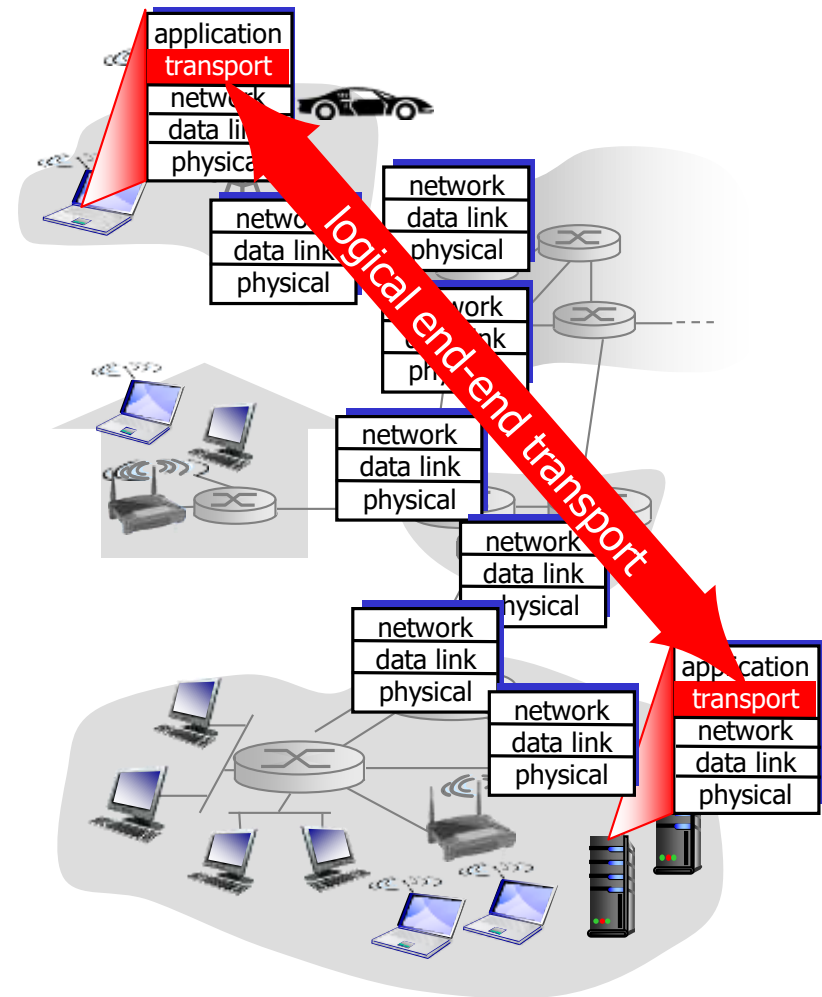 application
transport
network
data link
physical
network
data link
physical
network
data link
physical
logical end-end transport
network
data link
physical
network
data link
physical
network
data link
physical
network
data link
physical
application
transport
network
data link
physical